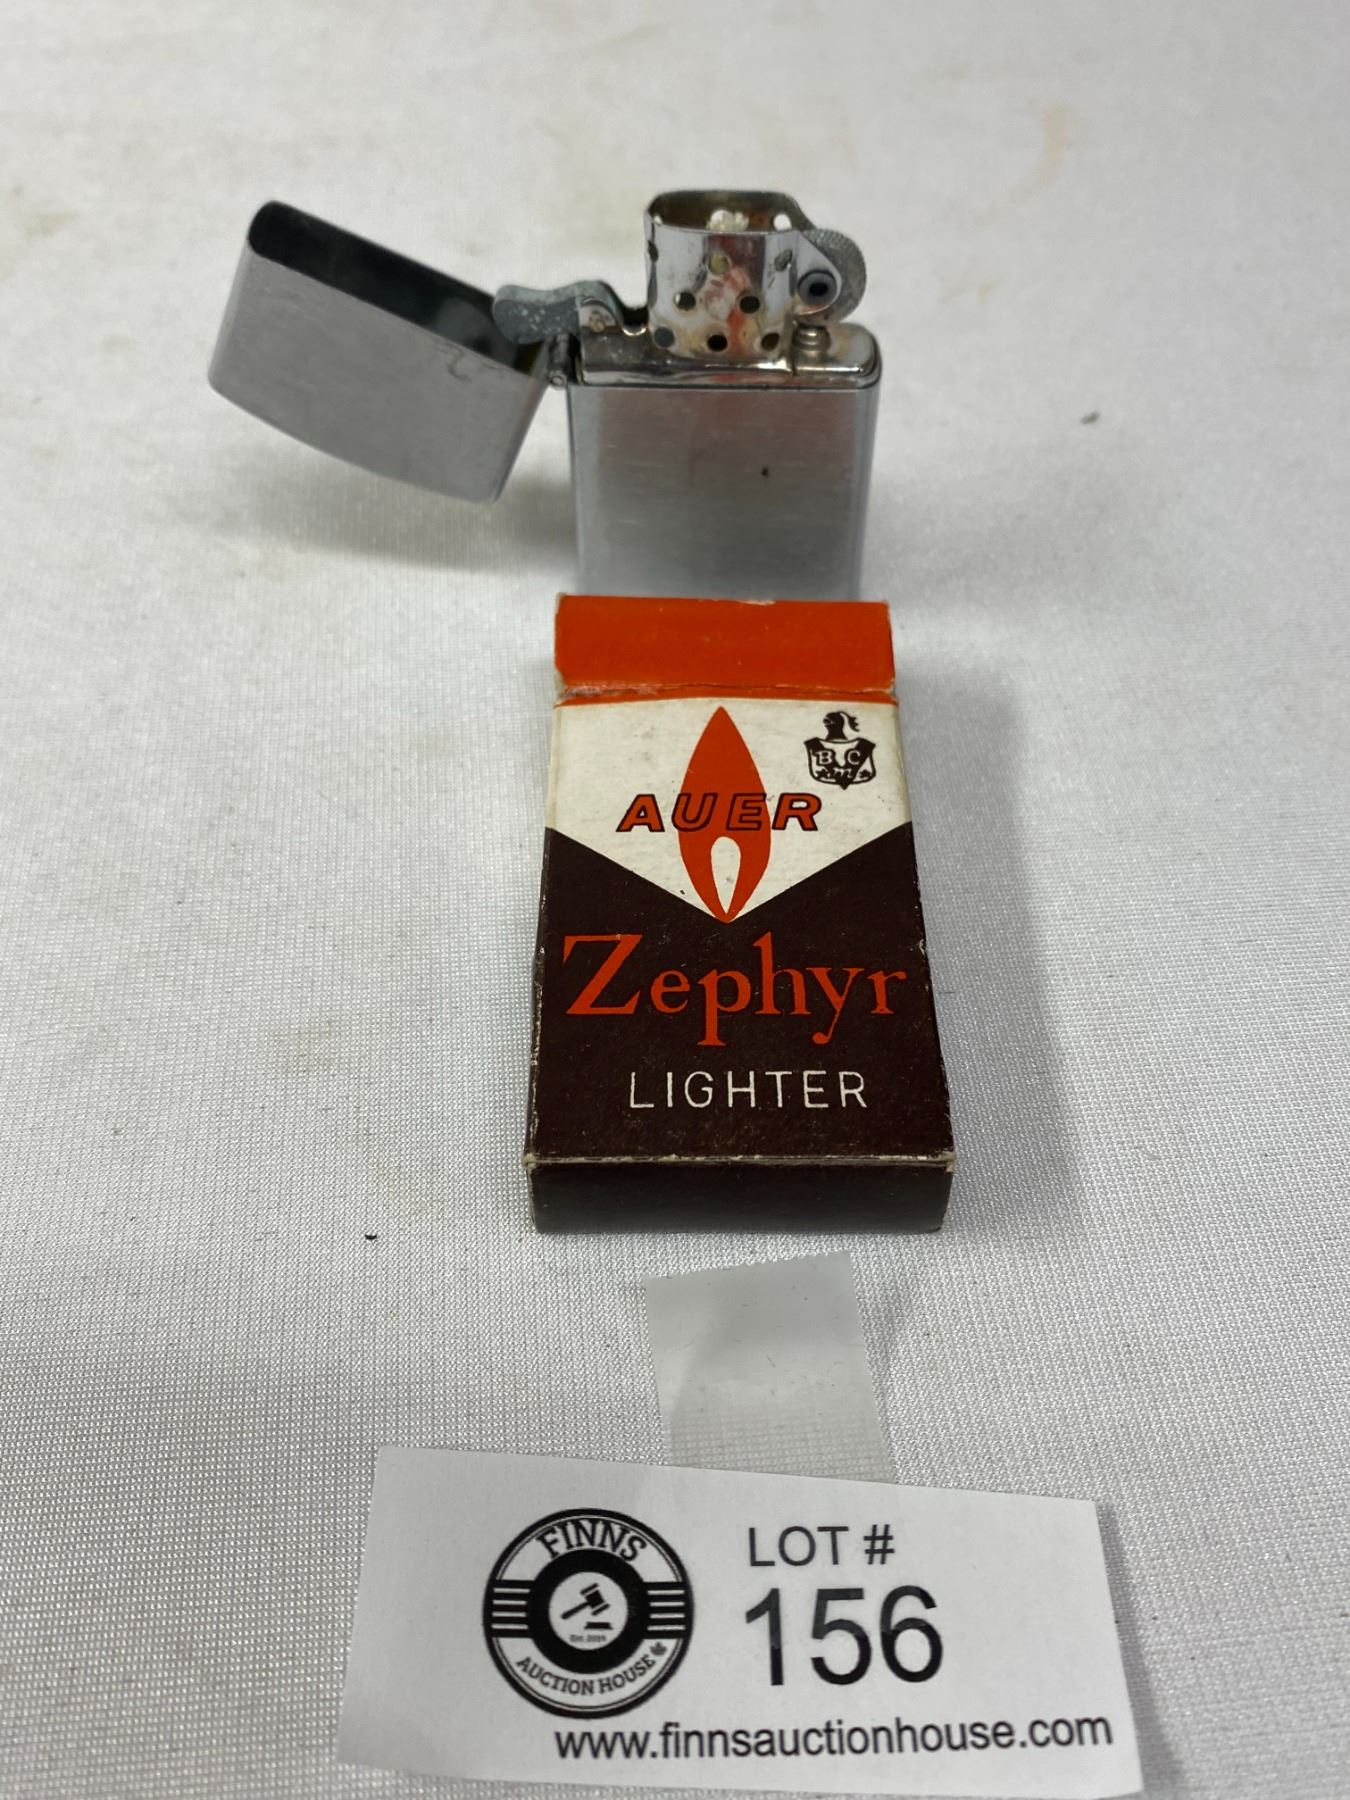 AUER
B C
Zephyr
LIGHTER
FINNS
AUCTION HOUSE
LOT #
156
www.finnsauctionhouse.com